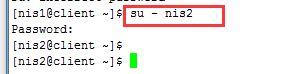 [nis1@client ~]$ su - nis2
Password:
[nis2@client ~]$
[nis2@client ~]$